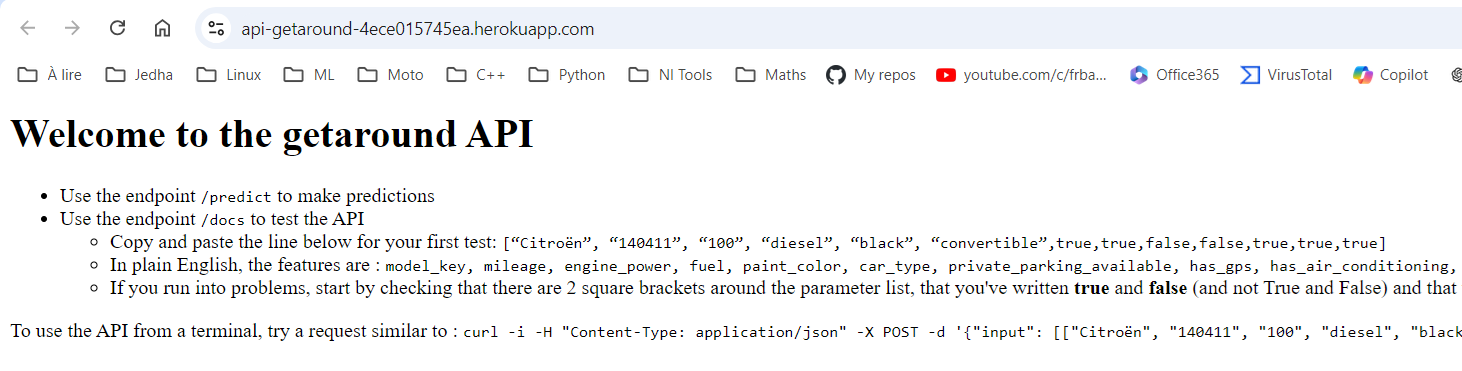 api-getaround-4ece015745ea.herokuapp.com
À lire Jedha Linux ML Moto C++ Python NI Tools Maths My repos youtube.com/c/frba... Office365 VirusTotal Copilot
Welcome to the getaround API
• Use the endpoint /predict to make predictions
• Use the endpoint /docs to test the API
◦ Copy and paste the line below for your first test: [“Citroën”, “140411”, “100”, “diesel”, “black”, “convertible”,true,true,false,false,true,true,true]
◦ In plain English, the features are : model_key, mileage, engine_power, fuel, paint_color, car_type, private_parking_available, has_gps, has_air_conditioning,
◦ If you run into problems, start by checking that there are 2 square brackets around the parameter list, that you've written true and false (and not True and False) and that
To use the API from a terminal, try a request similar to : curl -i -H "Content-Type: application/json" -X POST -d '{"input": [["Citroën", "140411", "100", "diesel", "black